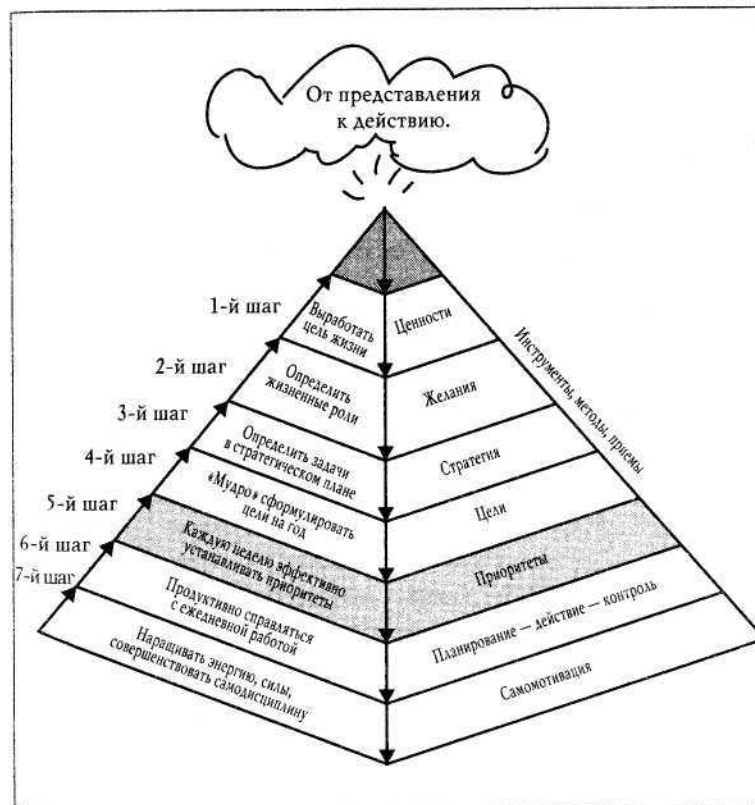 От представления
к действию.
1-й шаг
Выработать
цель жизни
Ценности
2-й шаг
Определить
жизненные роли
Желания
3-й шаг
Определить задачи
в стратегическом плане
Стратегия
4-й шаг
«Мудро» сформулировать
цели на год
Цели
5-й шаг
Каждую неделю эффективно
устанавливать приоритеты
Приоритеты
6-й шаг
Продуктивно справляться
с ежедневной работой
Планирование — действие — контроль
7-й шаг
Наращивать энергию, силы,
совершенствовать самодисциплину
Самомотивация
Инструменты, методы, приемы